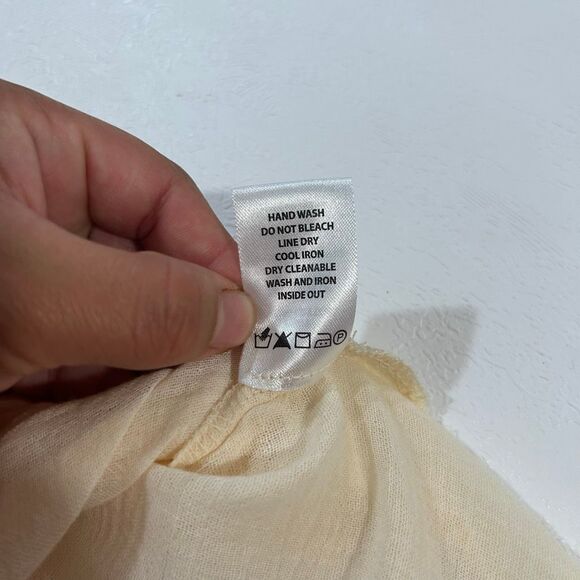 HAND WASH
DO NOT BLEACH
LINE DRY
COOL IRON
DRY CLEANABLE
WASH AND IRON
INSIDE OUT
P